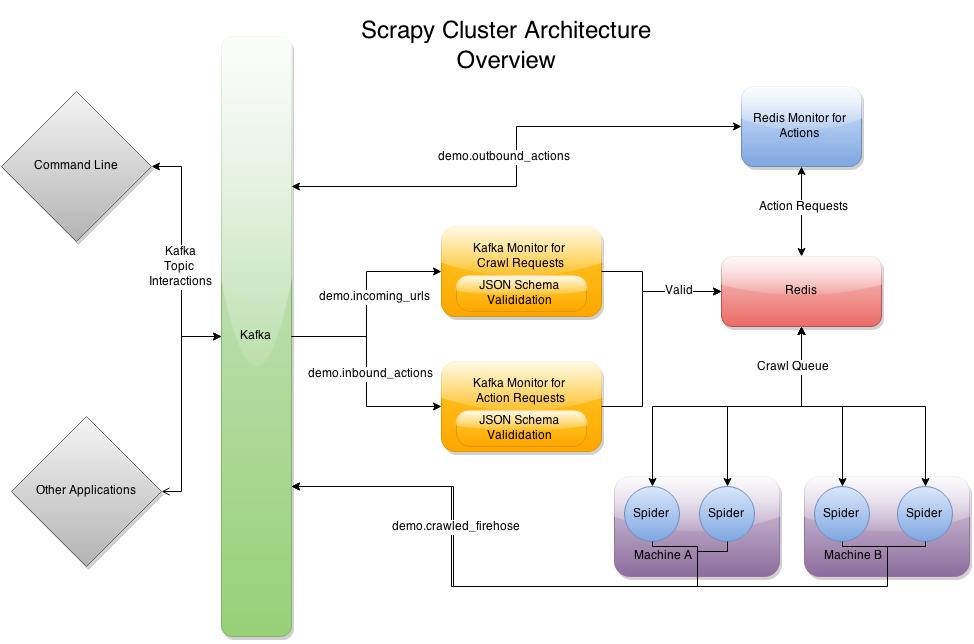 Scrapy Cluster Architecture
Overview
Redis Monitor for
Actions
demo.outbound_actions
Command Line
Action Requests
Kafka
Topic
Interactions
Kafka Monitor for
Crawl Requests
JSON Schema
Valididation
demo.incoming_urls
Valid
Redis
Kafka
demo.inbound_actions
Crawl Queue
Kafka Monitor for
Action Requests
JSON Schema
Valididation
Other Applications
demo.crawled_firehose
Spider
Spider
Machine A
Spider
Spider
Machine B